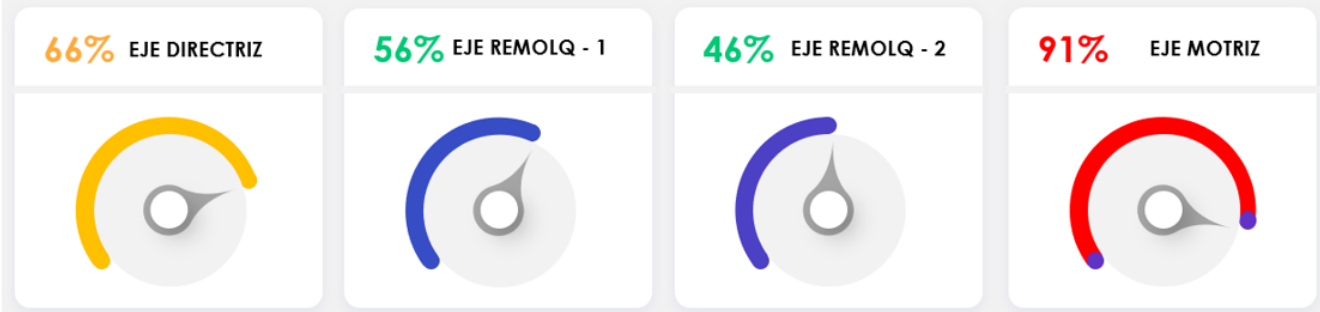 66% EJE DIRECTRIZ
56% EJE REMOLQ - 1
46% EJE REMOLQ - 2
91% EJE MOTRIZ